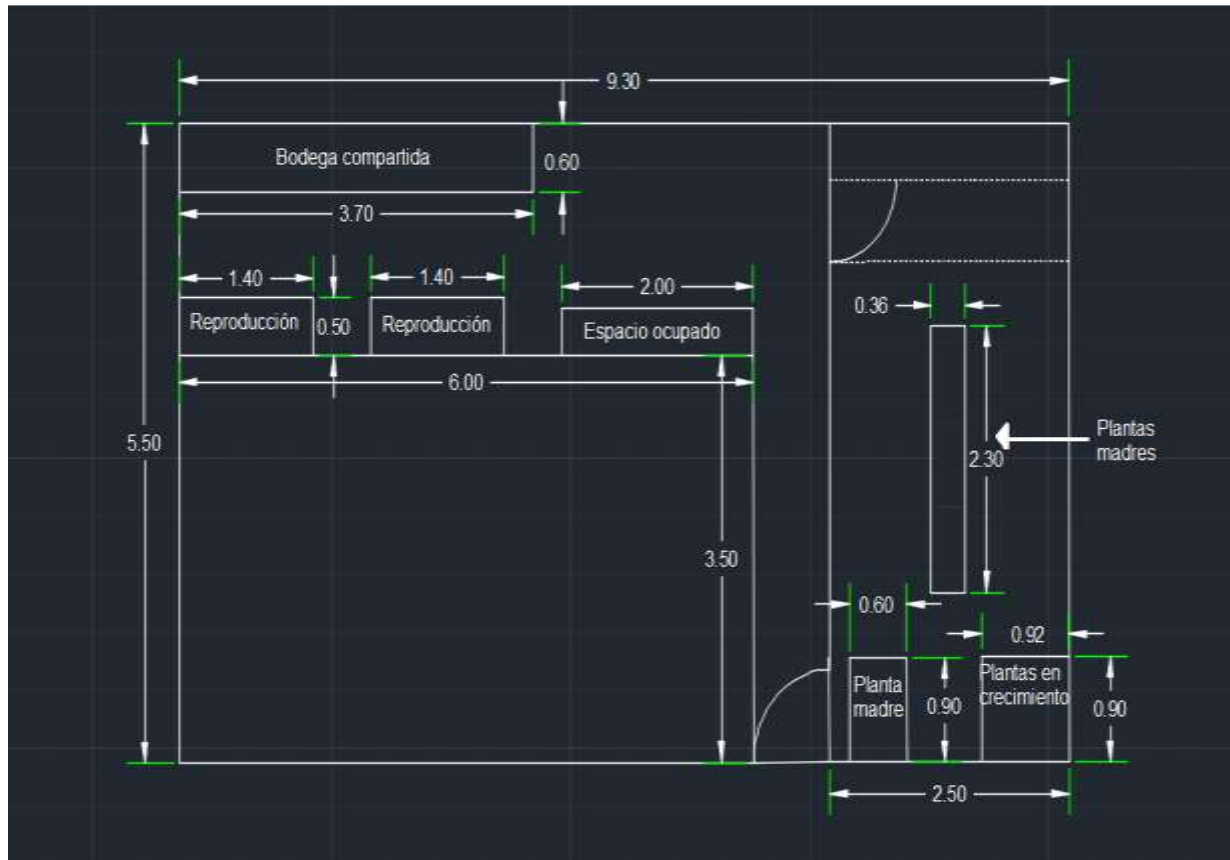 9.30
Bodega compartida
0.60
3.70
1.40
1.40
2.00
0.36
Reproducción
0.50
Reproducción
Espacio ocupado
6.00
5.50
2.30
Plantas
madres
3.50
0.60
0.92
Planta
madre
0.90
Plantas en
crecimiento
0.90
2.50